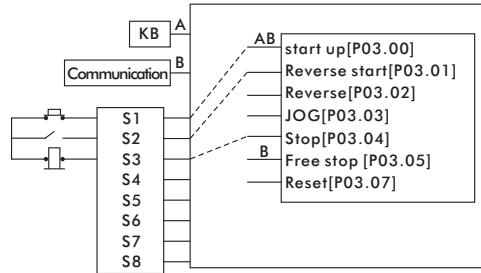 KB
A
Communication
B
S1
S2
S3
S4
S5
S6
S7
S8
AB
start up[P03.00]
Reverse start[P03.01]
Reverse[P03.02]
JOG[P03.03]
Stop[P03.04]
B
Free stop [P03.05]
Reset[P03.07]